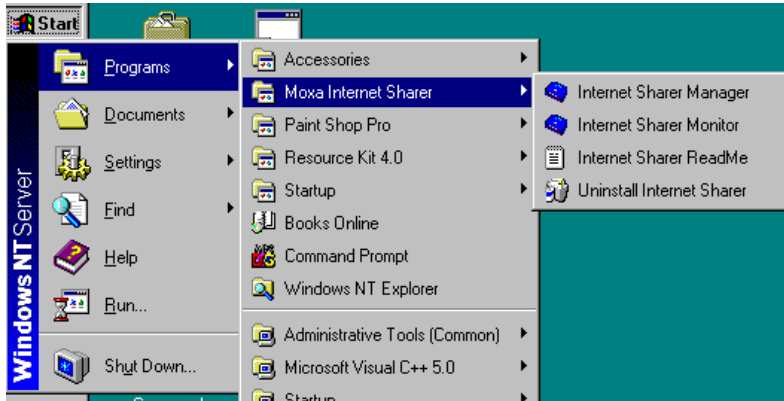 Start
Programs
Documents
Settings
Find
Help
Run...
Shut Down...
Windows NT Server
Accessories
Moxa Internet Sharer
Paint Shop Pro
Resource Kit 4.0
Startup
Books Online
Command Prompt
Windows NT Explorer
Administrative Tools (Common)
Microsoft Visual C++ 5.0
Startup
Internet Sharer Manager
Internet Sharer Monitor
Internet Sharer ReadMe
Uninstall Internet Sharer